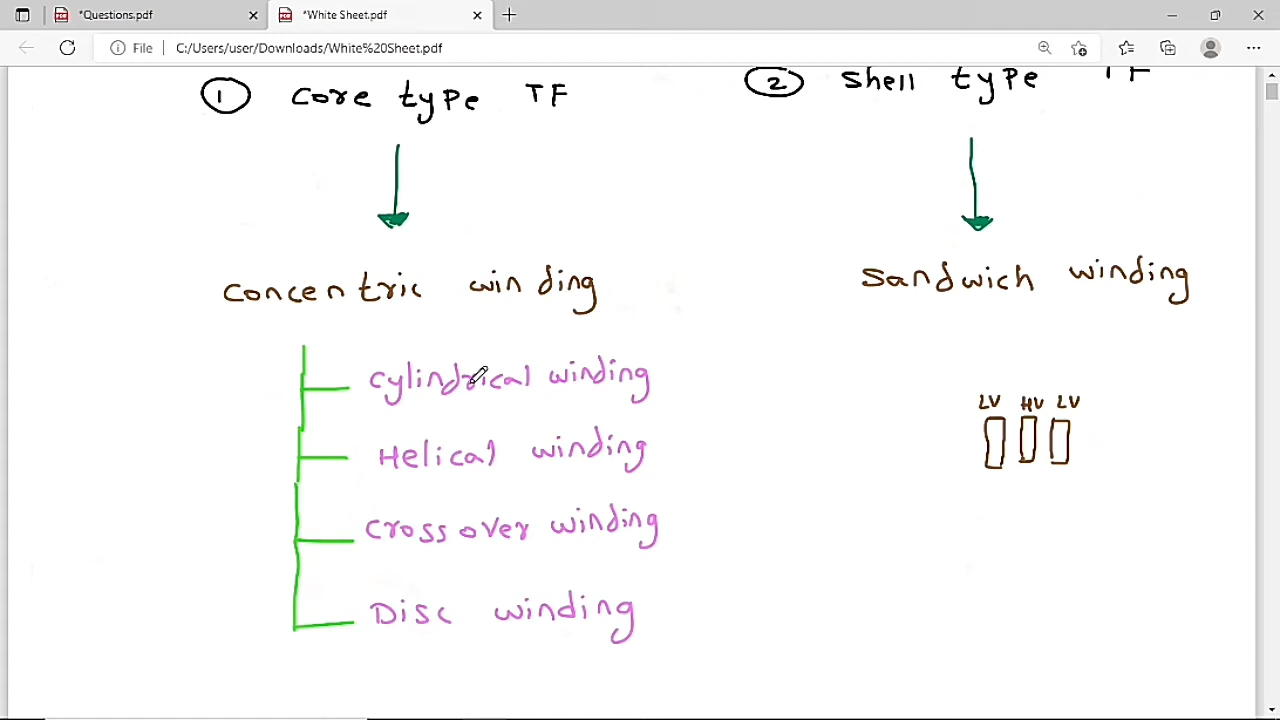 *Questions.pdf
*White Sheet.pdf
File C:/Users/user/Downloads/White%20Sheet.pdf
1 core type TF
2 shell type TF
concentric winding
Sandwich winding
cylindrical winding
Helical winding
cross over winding
Disc winding
LV HV LV